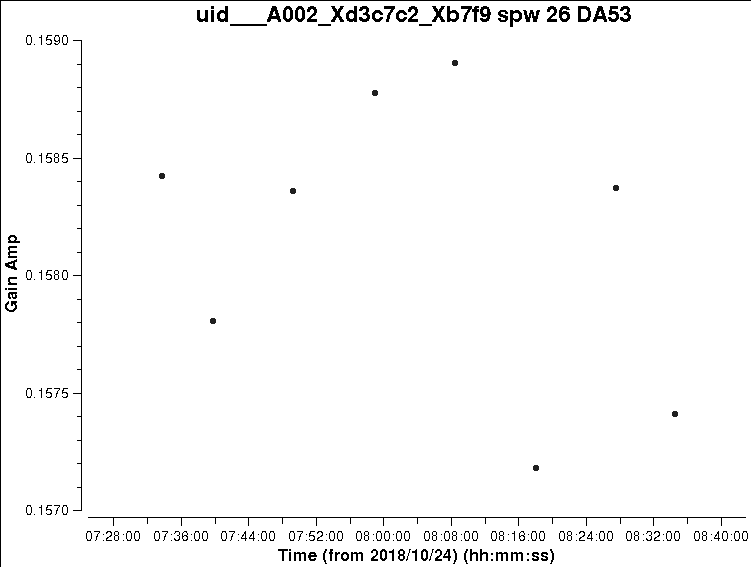 uid___A002_Xd3c7c2_Xb7f9 spw 26 DA53
0.1590
0.1585
0.1580
0.1575
0.1570
Gain Amp
07:28:00 07:36:00 07:44:00 07:52:00 08:00:00 08:08:00 08:16:00 08:24:00 08:32:00 08:40:00
Time (from 2018/10/24) (hh:mm:ss)